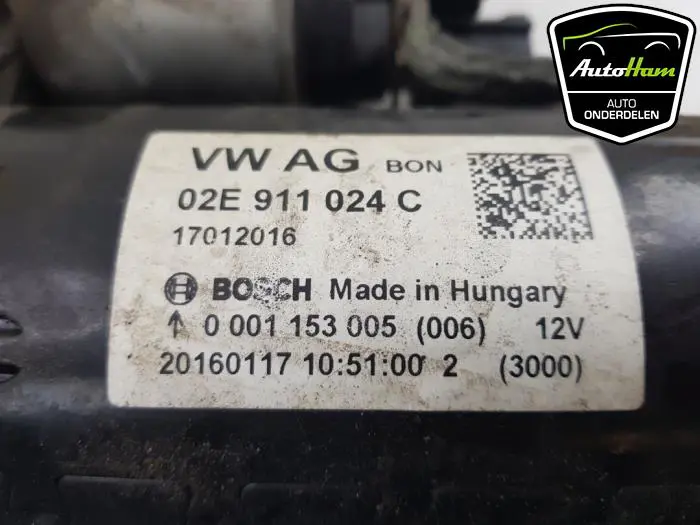 AutoHam
AUTO
ONDERDELEN
VW AG BON
02E 911 024 C
17012016
BOSCH Made in Hungary
↑ 0 001 153 005 (006) 12V
20160117 10:51:00 2 (3000)